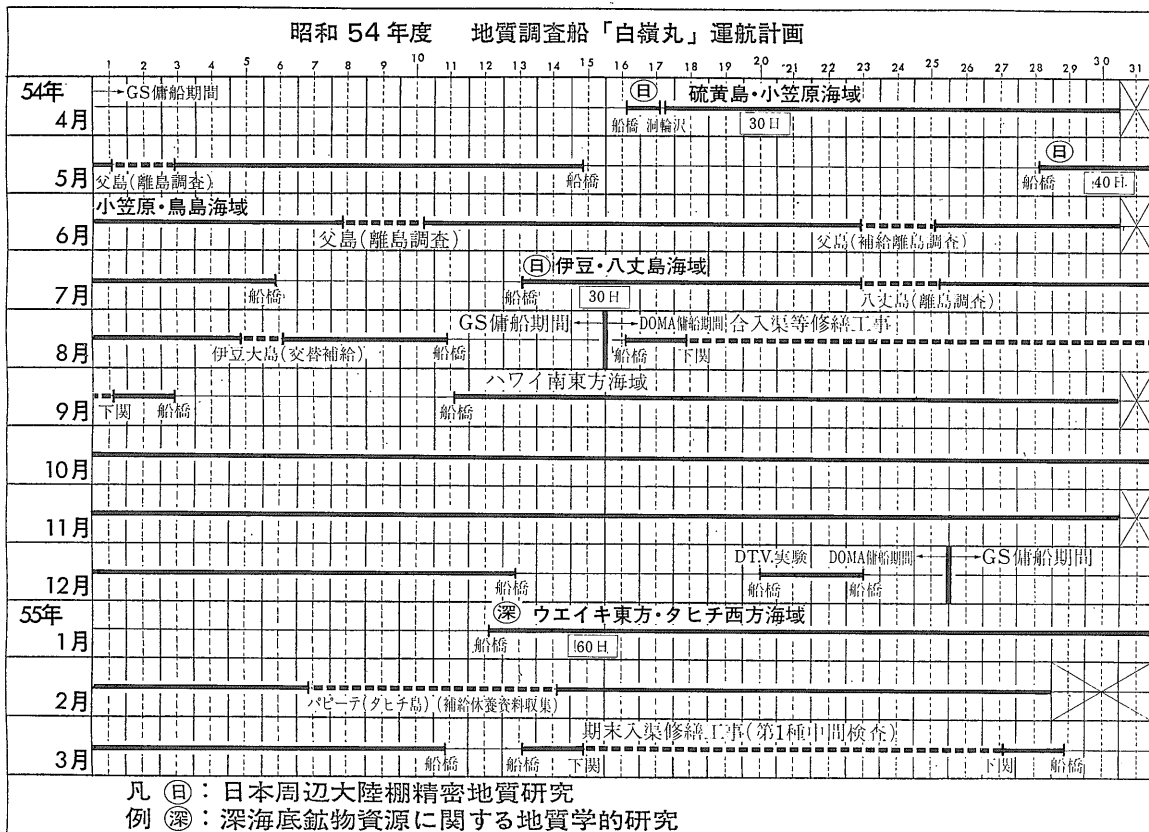 昭和 54 年度 地質調査船「白嶺丸」運航計画
1 2 3 4 5 6 7 8 9 10 11 12 13 14 15 16 17 18 19 20 21 22 23 24 25 26 27 28 29 30 31
54年 GS傭船期間 日 硫黄島・小笠原海域
4月 船橋 洞輪沢 30日
5月 父島(離島調査) 船橋 船橋 日 40日
小笠原・鳥島海域
6月 父島(離島調査) 父島(補給離島調査)
日 伊豆・八丈島海域
7月 船橋 船橋 30日 八丈島(離島調査)
GS傭船期間 DOMA傭船期間 合入渠等修繕工事
8月 伊豆大島(交替補給) 船橋 船橋 下関
ハワイ南東方海域
9月 下関 船橋 船橋
10月
11月
D.T.V.実験 DOMA傭船期間 GS傭船期間
12月 船橋 船橋 船橋
55年 深 ウエイキ東方・タヒチ西方海域
1月 船橋 60日
2月 パピーテ(タヒチ島)(補給休養資料収集)
期末入渠修繕工事(第1種中間検査)
3月 船橋 船橋 下関 下関 船橋
凡 日:日本周辺大陸棚精密地質研究
例 深:深海底鉱物資源に関する地質学的研究